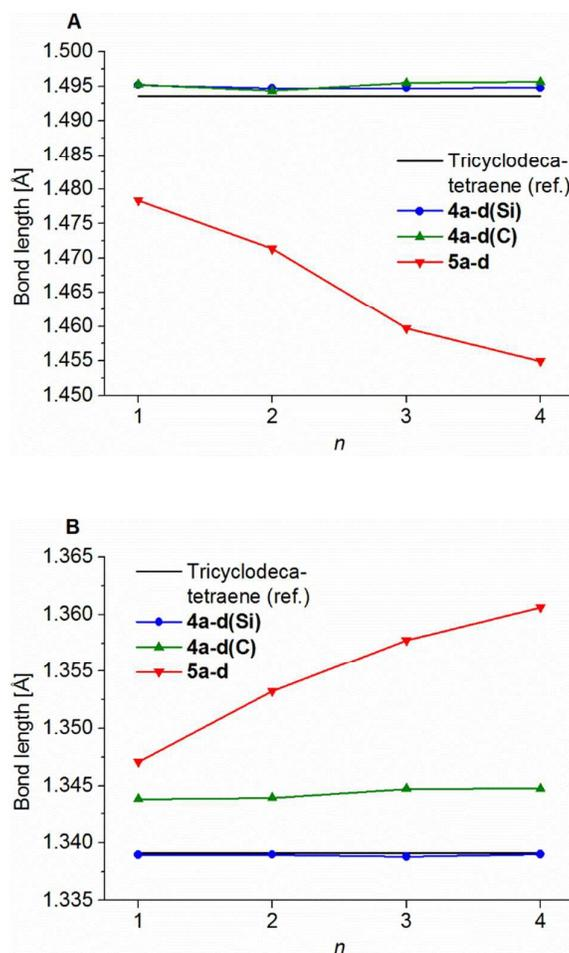 A
1.500
1.495
1.490
1.485
1.480
1.475
1.470
1.465
1.460
1.455
1.450
Bond length [Å]
Tricyclodeca-
tetraene (ref.)
4a-d(Si)
4a-d(C)
5a-d
1 2 3 4
n
B
1.365
1.360
1.355
1.350
1.345
1.340
1.335
Bond length [Å]
Tricyclodeca-
tetraene (ref.)
4a-d(Si)
4a-d(C)
5a-d
1 2 3 4
n